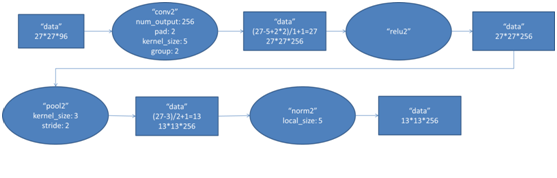 "data"
27*27*96
"conv2"
num_output: 256
pad: 2
kernel_size: 5
group: 2
"data"
(27-5+2*2)/1+1=27
27*27*256
"relu2"
"data"
27*27*256
"pool2"
kernel_size: 3
stride: 2
"data"
(27-3)/2+1=13
13*13*256
"norm2"
local_size: 5
"data"
13*13*256